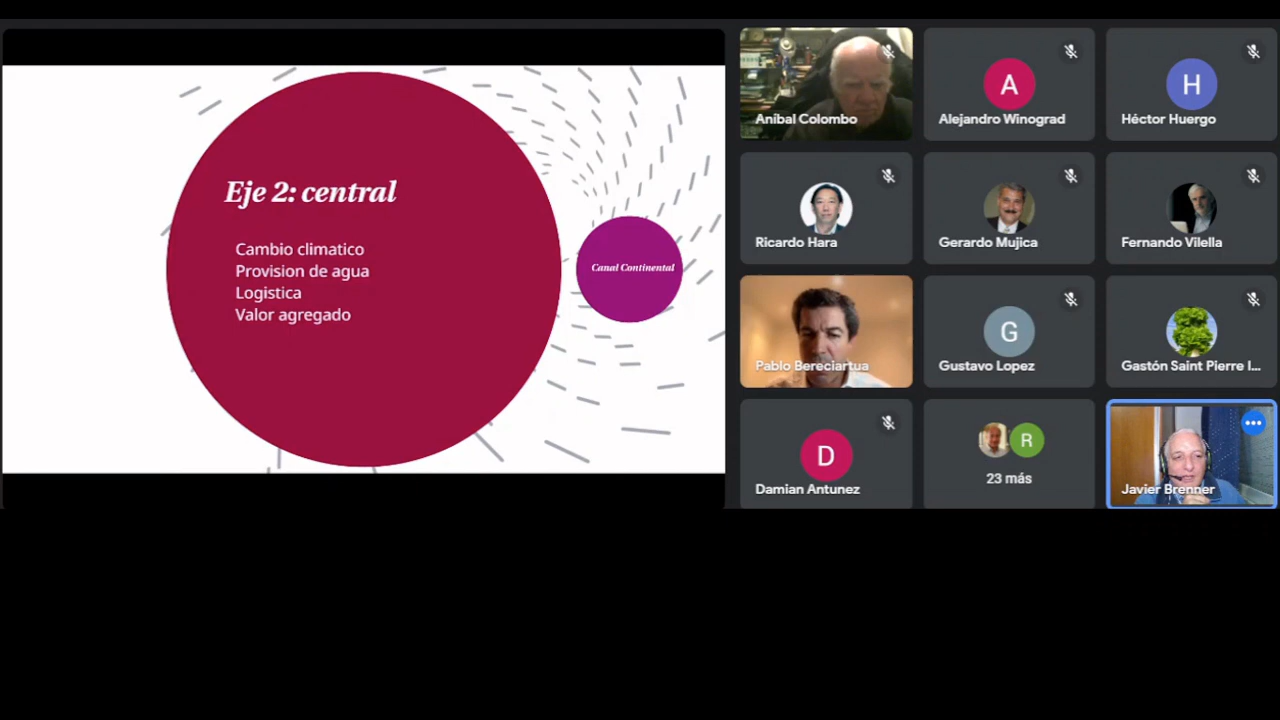 Eje 2: central
Cambio climatico
Provision de agua
Logistica
Valor agregado
Canal Continental
Aníbal Colombo
A
Alejandro Winograd
H
Héctor Huergo
Ricardo Hara
Gerardo Mujica
Fernando Vilella
Pablo Bereciartua
G
Gustavo Lopez
Gastón Saint Pierre I...
D
Damian Antunez
R
23 más
Javier Brenner